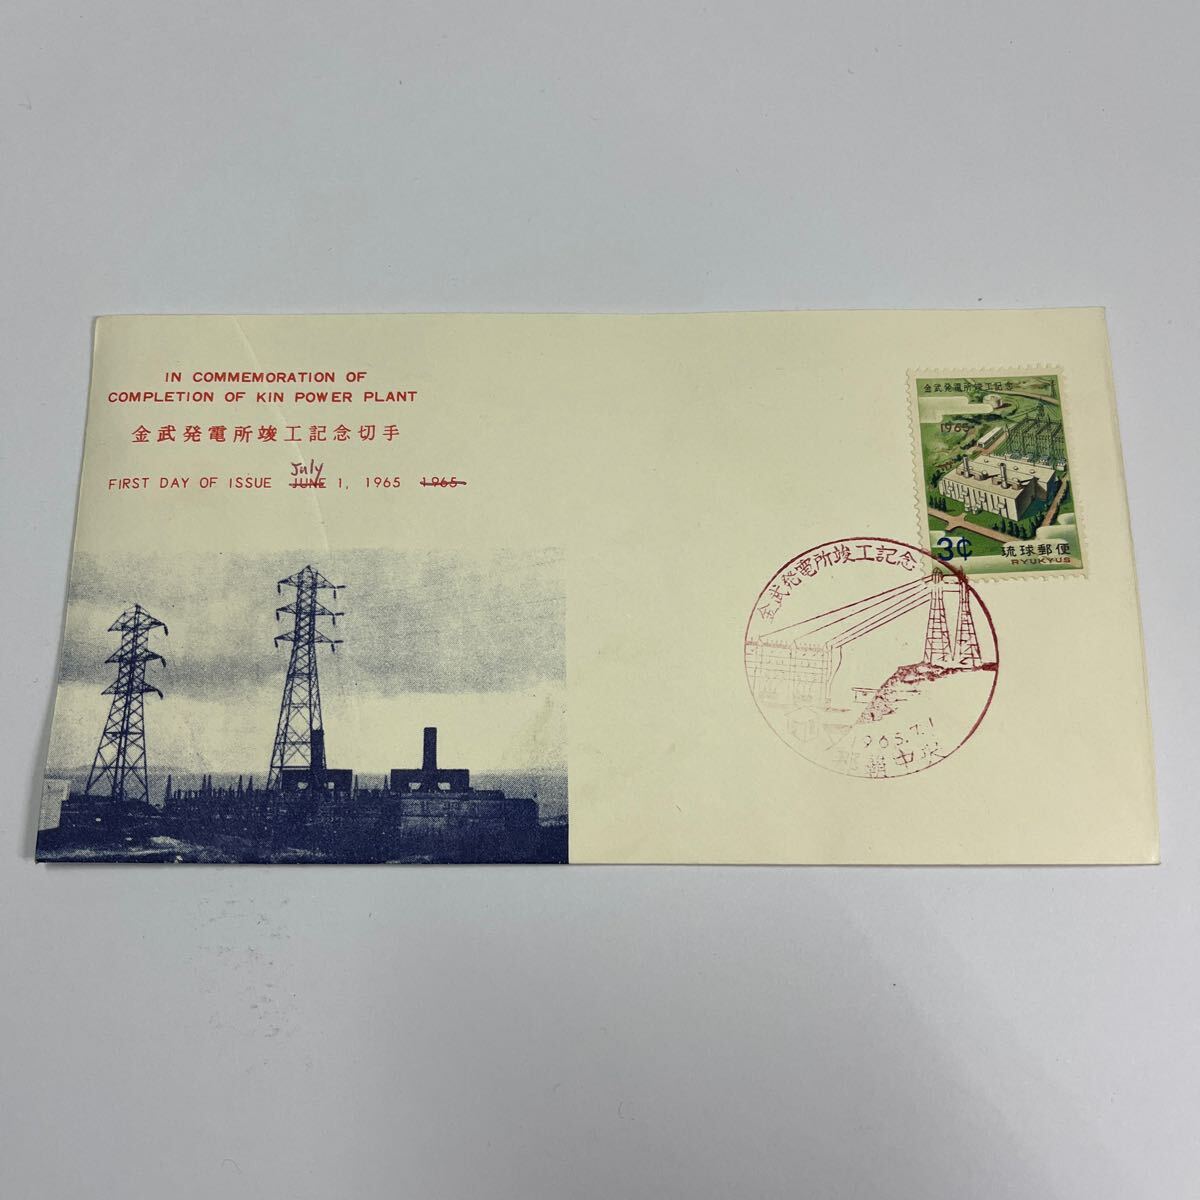 IN COMMEMORATION OF
COMPLETION OF KIN POWER PLANT
金武発電所竣工記念切手
July
FIRST DAY OF ISSUE JUNE 1, 1965 1965
金武発電所竣工記念
1965
3¢ 琉球郵便
RYUKYUS
金武発電所竣工記念
1965.7.1
那覇中央